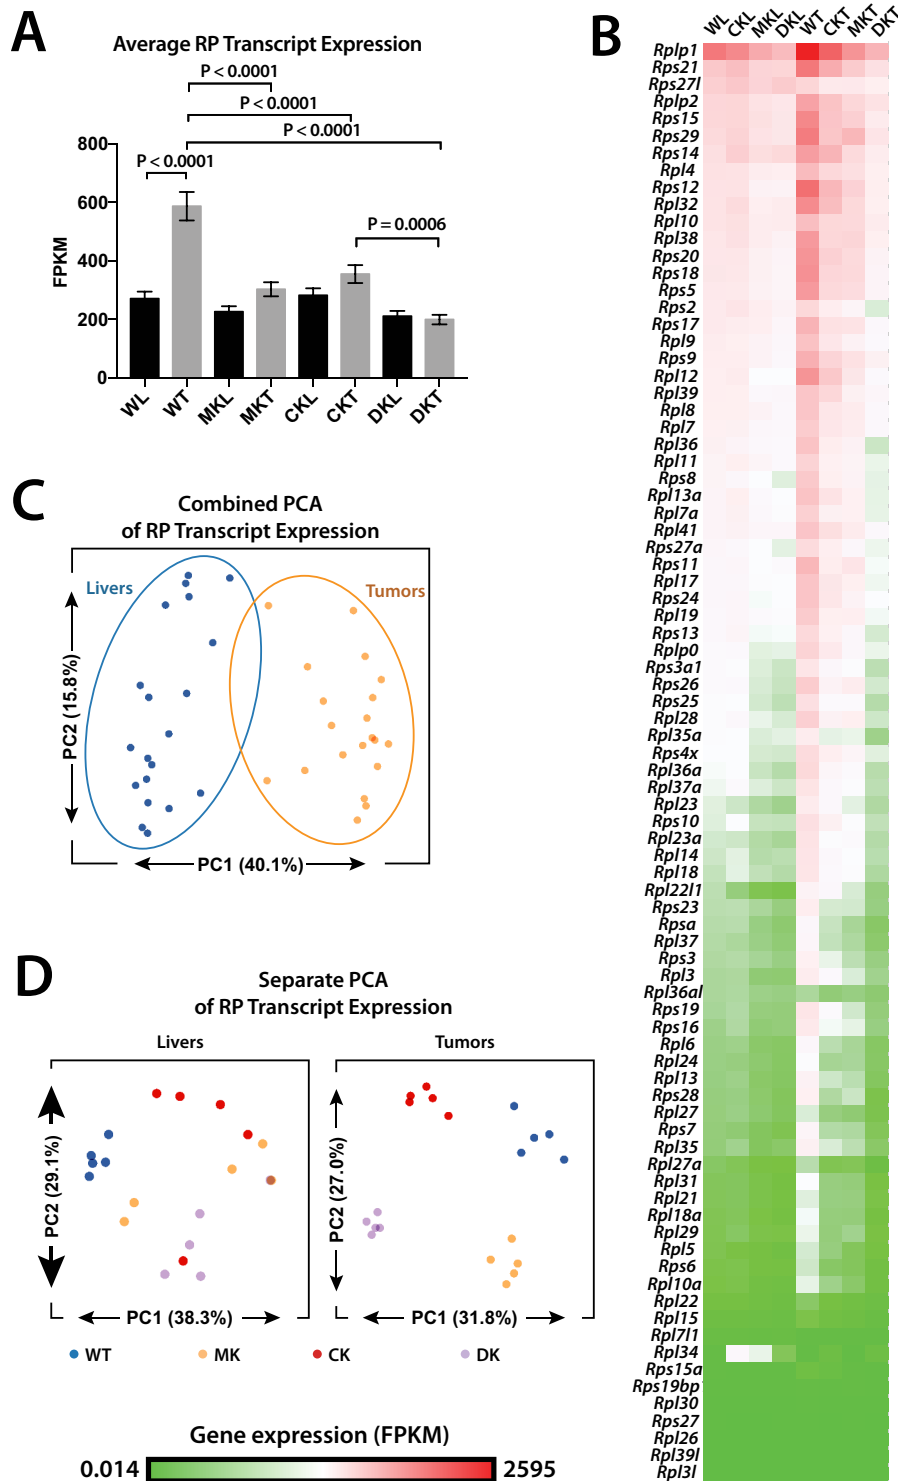 A
Average RP Transcript Expression
P < 0.0001
P < 0.0001
P < 0.0001
P < 0.0001
P = 0.0006
800
600
400
200
0
FPKM
WL
WT
MKL
MKT
CKL
CKT
DKL
DKT
B
WL
CKL
MKL
DKL
WT
CKT
MKT
DKT
Rplp1
Rps21
Rps27l
Rplp2
Rps15
Rps29
Rps14
Rpl4
Rps12
Rpl32
Rpl10
Rpl38
Rps20
Rps18
Rps5
Rps2
Rps17
Rpl9
Rps9
Rpl12
Rpl39
Rpl8
Rpl7
Rpl36
Rpl11
Rps8
Rpl13a
Rpl7a
Rpl41
Rps27a
Rps11
Rpl17
Rps24
Rpl19
Rps13
Rplp0
Rps3a1
Rps26
Rps25
Rpl28
Rpl35a
Rps4x
Rpl36a
Rpl37a
Rpl23
Rps10
Rpl23a
Rpl14
Rpl18
Rpl22l1
Rps23
Rpsa
Rpl37
Rps3
Rpl3
Rpl36al
Rps19
Rps16
Rpl6
Rpl24
Rpl13
Rps28
Rpl27
Rps7
Rpl35
Rpl27a
Rpl31
Rpl21
Rpl18a
Rpl29
Rpl5
Rps6
Rpl10a
Rpl22
Rpl15
Rpl7l1
Rpl34
Rps15a
Rps19bp
Rpl30
Rps27
Rpl26
Rpl39l
Rpl3l
C
Combined PCA
of RP Transcript Expression
Livers
Tumors
PC2 (15.8%)
PC1 (40.1%)
D
Separate PCA
of RP Transcript Expression
Livers
Tumors
PC2 (29.1%)
PC1 (38.3%)
PC2 (27.0%)
PC1 (31.8%)
WT
MK
CK
DK
Gene expression (FPKM)
0.014
2595